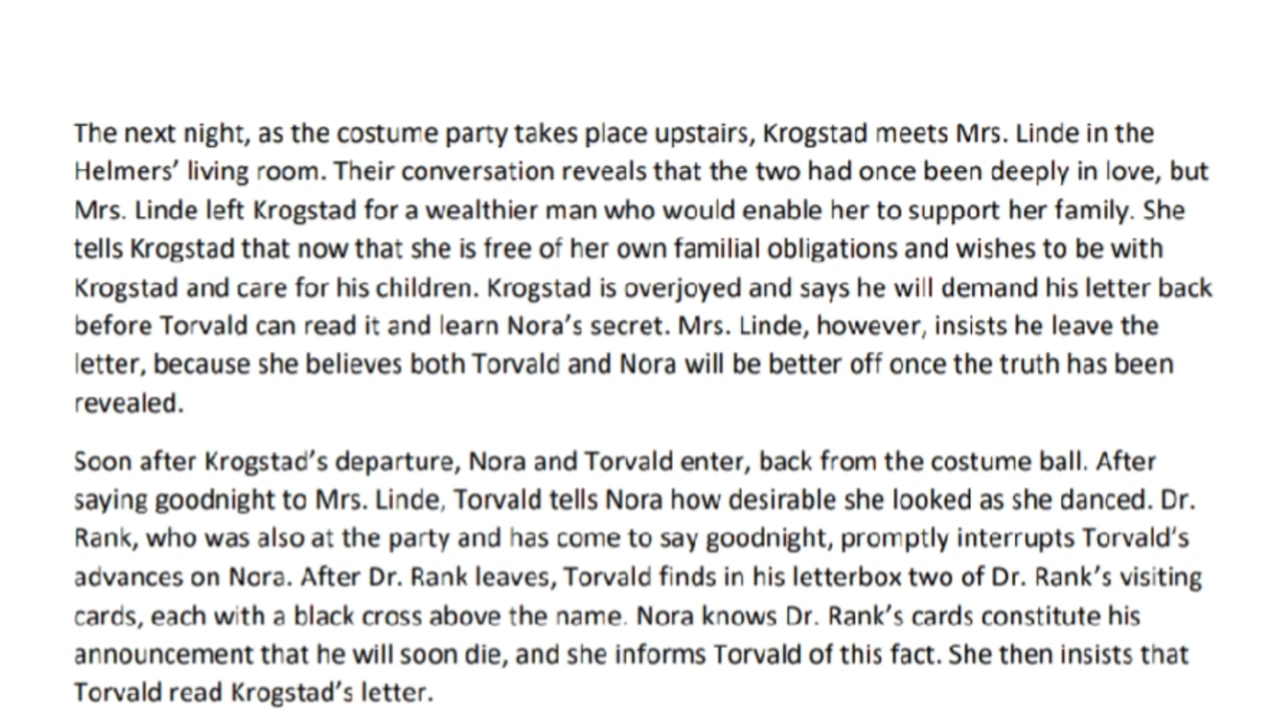 The next night, as the costume party takes place upstairs, Krogstad meets Mrs. Linde in the
Helmers’ living room. Their conversation reveals that the two had once been deeply in love, but
Mrs. Linde left Krogstad for a wealthier man who would enable her to support her family. She
tells Krogstad that now that she is free of her own familial obligations and wishes to be with
Krogstad and care for his children. Krogstad is overjoyed and says he will demand his letter back
before Torvald can read it and learn Nora’s secret. Mrs. Linde, however, insists he leave the
letter, because she believes both Torvald and Nora will be better off once the truth has been
revealed.
Soon after Krogstad’s departure, Nora and Torvald enter, back from the costume ball. After
saying goodnight to Mrs. Linde, Torvald tells Nora how desirable she looked as she danced. Dr.
Rank, who was also at the party and has come to say goodnight, promptly interrupts Torvald’s
advances on Nora. After Dr. Rank leaves, Torvald finds in his letterbox two of Dr. Rank’s visiting
cards, each with a black cross above the name. Nora knows Dr. Rank’s cards constitute his
announcement that he will soon die, and she informs Torvald of this fact. She then insists that
Torvald read Krogstad’s letter.